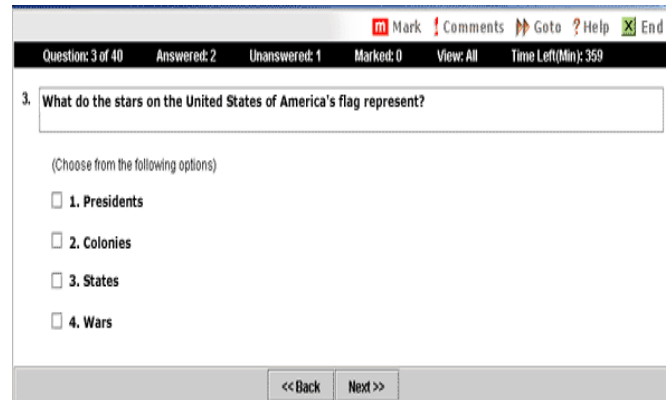 m Mark ! Comments Goto ? Help X End
Question: 3 of 40 Answered: 2 Unanswered: 1 Marked: 0 View: All Time Left(Min): 359
3. What do the stars on the United States of America's flag represent?
(Choose from the following options)
1. Presidents
2. Colonies
3. States
4. Wars
<< Back Next >>